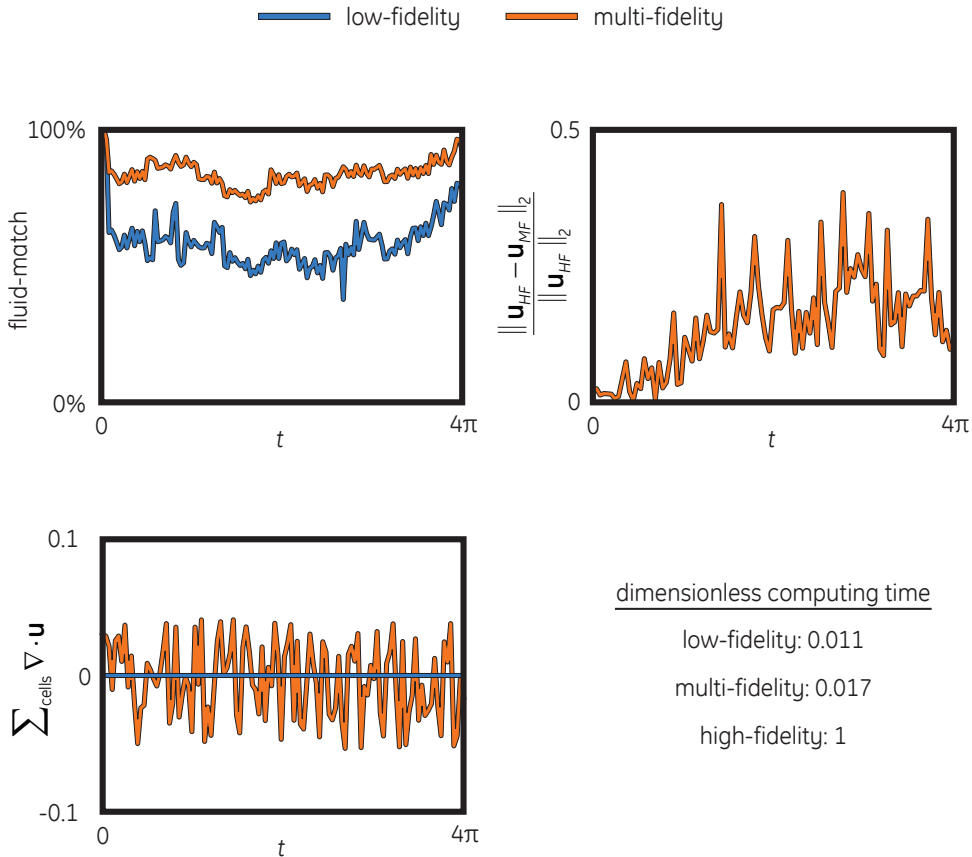 low-fidelity multi-fidelity
100%
fluid-match
0%
0
4π
t
0.5
‖ u_HF − u_MF ‖₂
‖ u_HF ‖₂
0
0
4π
t
0.1
∑cells ∇·u
0
-0.1
0
4π
t
dimensionless computing time
low-fidelity: 0.011
multi-fidelity: 0.017
high-fidelity: 1